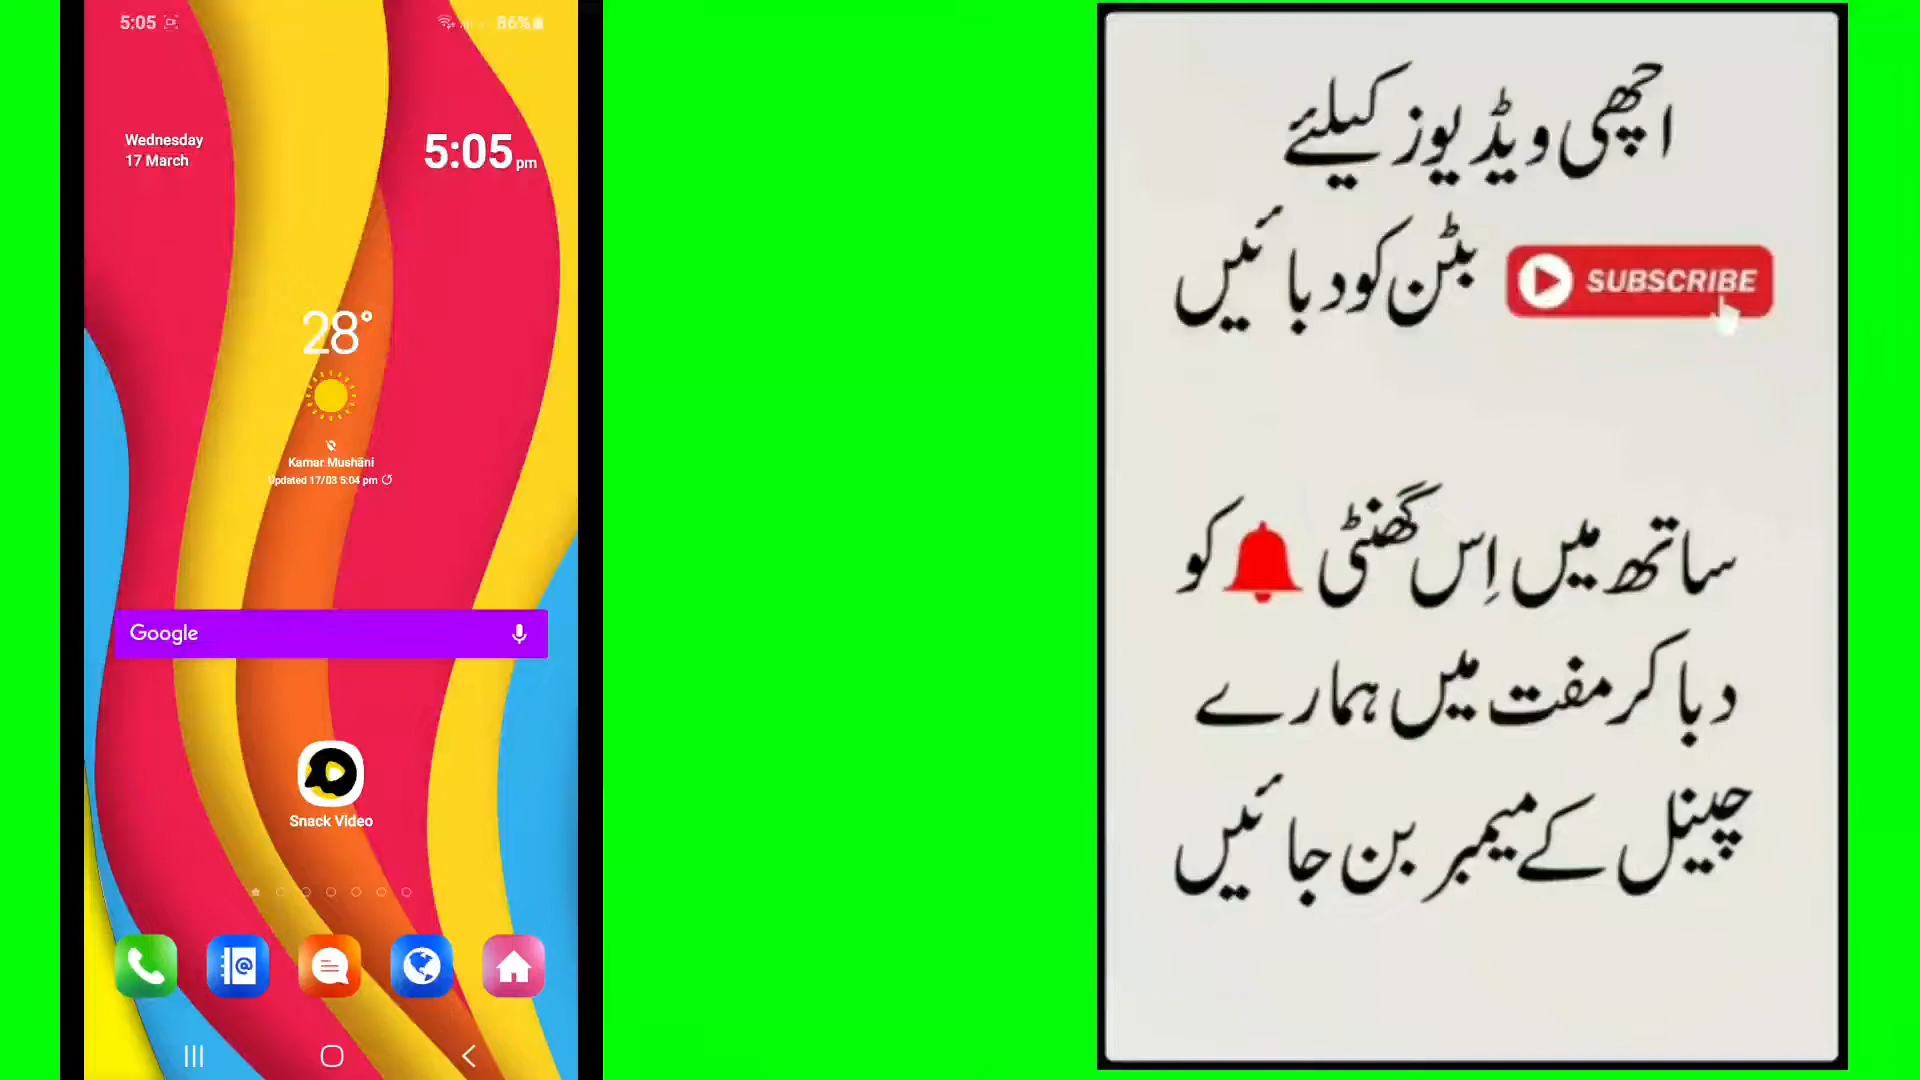 5:05
86%
Wednesday
17 March
5:05 pm
28°
Kamar Mushāni
Updated 17/03 5:04 pm
Google
Snack Video
اچھی ویڈیوز کیلئے
SUBSCRIBE بٹن کو دبائیں
ساتھ میں اِس گھنٹی کو
دبا کر مفت میں ہمارے
چینل کے میمبر بن جائیں